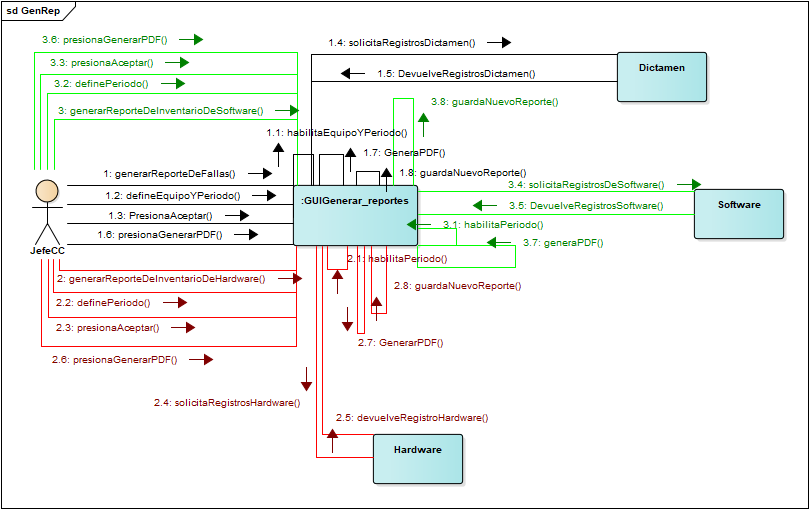 sd GenRep
3.6: presionaGenerarPDF()
1.4: solicitaRegistrosDictamen()
3.3: presionaAceptar()
Dictamen
1.5: DevuelveRegistrosDictamen()
3.2: definePeriodo()
3.8: guardaNuevoReporte()
3: generarReporteDeInventarioDeSoftware()
1.1: habilitaEquipoYPeriodo()
1.7: GeneraPDF()
1: generarReporteDeFallas()
1.8: guardaNuevoReporte()
3.4: solicitaRegistrosDeSoftware()
1.2: defineEquipoYPeriodo()
:GUIGenerar_reportes
3.5: DevuelveRegistrosSoftware()
Software
1.3: PresionaAceptar()
3.1: habilitaPeriodo()
1.6: presionaGenerarPDF()
3.7: generaPDF()
JefeCC
2.1: habilitaPeriodo()
2: generarReporteDeInventarioDeHardware()
2.8: guardaNuevoReporte()
2.2: definePeriodo()
2.3: presionaAceptar()
2.7: GenerarPDF()
2.6: presionaGenerarPDF()
2.4: solicitaRegistrosHardware()
2.5: devuelveRegistroHardware()
Hardware